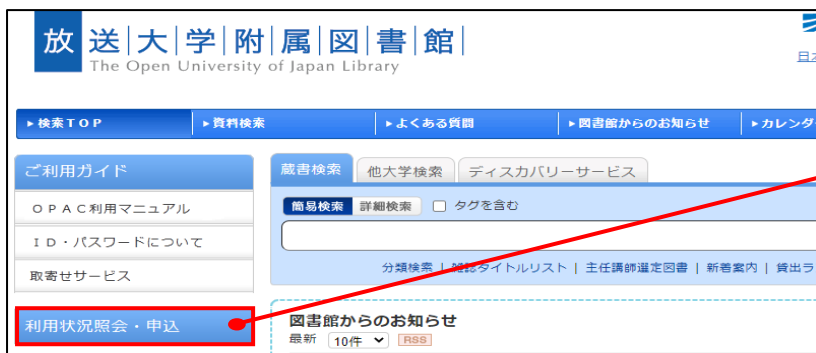 放送大学附属図書館
The Open University of Japan Library
▶検索TOP ▶資料検索 ▶よくある質問 ▶図書館からのお知らせ ▶カレンダ
ご利用ガイド
蔵書検索 他大学検索 ディスカバリーサービス
OPAC利用マニュアル
簡易検索 詳細検索 タグを含む
ID・パスワードについて
取寄せサービス
分類検索 | 雑誌タイトルリスト | 主任講師選定図書 | 新着案内 | 貸出ラ
利用状況照会・申込
図書館からのお知らせ
最新 10件 RSS